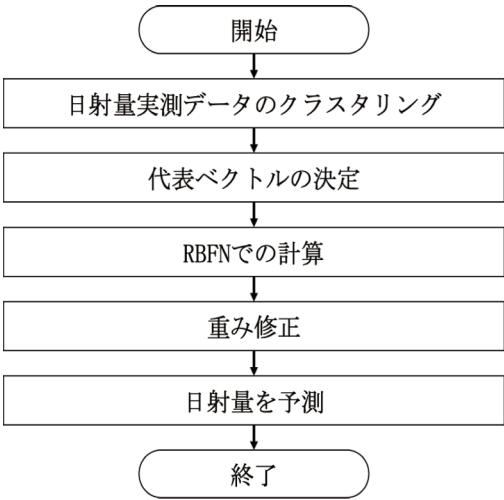 開始
日射量実測データのクラスタリング
代表ベクトルの決定
RBFNでの計算
重み修正
日射量を予測
終了